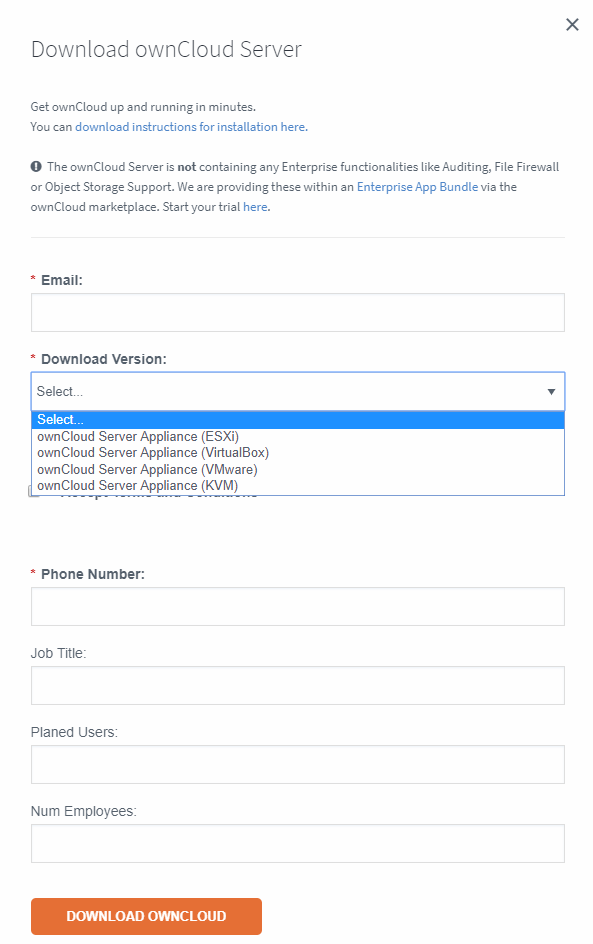 Download ownCloud Server
Get ownCloud up and running in minutes.
You can download instructions for installation here.
The ownCloud Server is not containing any Enterprise functionalities like Auditing, File Firewall
or Object Storage Support. We are providing these within an Enterprise App Bundle via the
ownCloud marketplace. Start your trial here.
* Email:
* Download Version:
Select...
Select...
ownCloud Server Appliance (ESXi)
ownCloud Server Appliance (VirtualBox)
ownCloud Server Appliance (VMware)
ownCloud Server Appliance (KVM)
Accept Terms and Conditions
* Phone Number:
Job Title:
Planed Users:
Num Employees:
DOWNLOAD OWNCLOUD